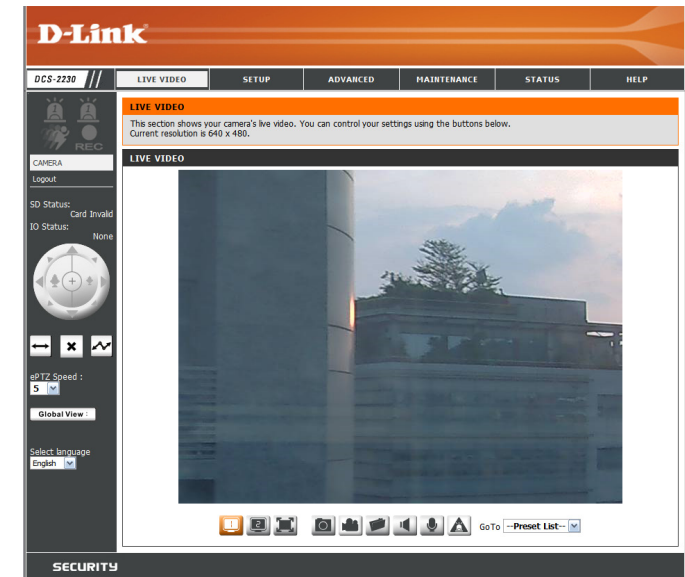 D-Link
DCS-2230
LIVE VIDEO
SETUP
ADVANCED
MAINTENANCE
STATUS
HELP
REC
CAMERA
Logout
SD Status:
Card Invalid
IO Status:
None
ePTZ Speed :
5
Global View :
Select language
English
LIVE VIDEO
This section shows your camera's live video. You can control your settings using the buttons below.
Current resolution is 640 x 480.
LIVE VIDEO
1
2
GoTo
--Preset List--
SECURITY